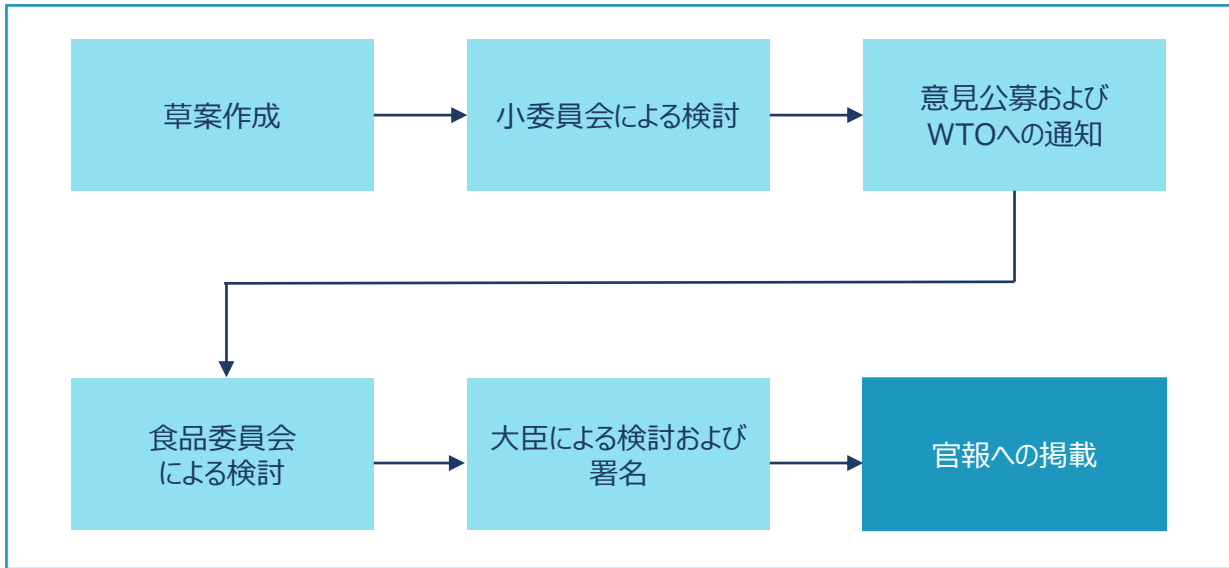 草案作成
小委員会による検討
意見公募および
WTOへの通知
食品委員会
による検討
大臣による検討および
署名
官報への掲載